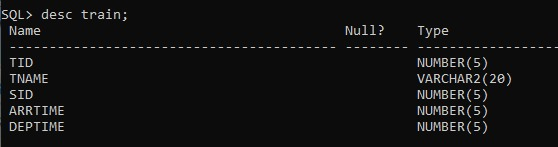 SQL> desc train;
Name Null? Type
----------------------------------------- -------- ----------------
TID NUMBER(5)
TNAME VARCHAR2(20)
SID NUMBER(5)
ARRTIME NUMBER(5)
DEPTIME NUMBER(5)